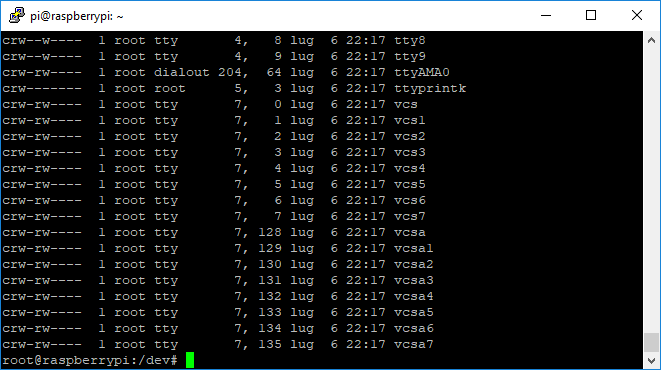 pi@raspberrypi: ~
crw--w---- 1 root tty 4, 8 lug 6 22:17 tty8
crw--w---- 1 root tty 4, 9 lug 6 22:17 tty9
crw-rw---- 1 root dialout 204, 64 lug 6 22:17 ttyAMA0
crw------- 1 root root 5, 3 lug 6 22:17 ttyprintk
crw-rw---- 1 root tty 7, 0 lug 6 22:17 vcs
crw-rw---- 1 root tty 7, 1 lug 6 22:17 vcs1
crw-rw---- 1 root tty 7, 2 lug 6 22:17 vcs2
crw-rw---- 1 root tty 7, 3 lug 6 22:17 vcs3
crw-rw---- 1 root tty 7, 4 lug 6 22:17 vcs4
crw-rw---- 1 root tty 7, 5 lug 6 22:17 vcs5
crw-rw---- 1 root tty 7, 6 lug 6 22:17 vcs6
crw-rw---- 1 root tty 7, 7 lug 6 22:17 vcs7
crw-rw---- 1 root tty 7, 128 lug 6 22:17 vcsa
crw-rw---- 1 root tty 7, 129 lug 6 22:17 vcsa1
crw-rw---- 1 root tty 7, 130 lug 6 22:17 vcsa2
crw-rw---- 1 root tty 7, 131 lug 6 22:17 vcsa3
crw-rw---- 1 root tty 7, 132 lug 6 22:17 vcsa4
crw-rw---- 1 root tty 7, 133 lug 6 22:17 vcsa5
crw-rw---- 1 root tty 7, 134 lug 6 22:17 vcsa6
crw-rw---- 1 root tty 7, 135 lug 6 22:17 vcsa7
root@raspberrypi:/dev#